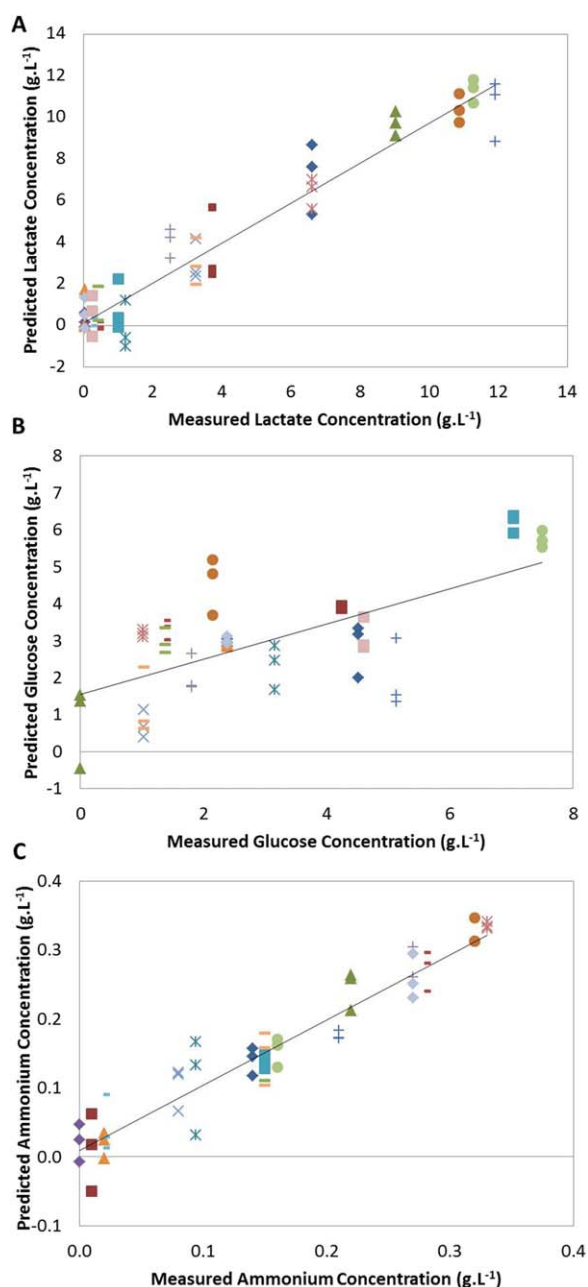 A
Predicted Lactate Concentration (g.L⁻¹)
14
12
10
8
6
4
2
0
-2
0 2 4 6 8 10 12 14
Measured Lactate Concentration (g.L⁻¹)
B
Predicted Glucose Concentration (g.L⁻¹)
8
7
6
5
4
3
2
1
0
-1
0 2 4 6 8
Measured Glucose Concentration (g.L⁻¹)
C
Predicted Ammonium Concentration (g.L⁻¹)
0.4
0.3
0.2
0.1
0.0
-0.1
0.0 0.1 0.2 0.3 0.4
Measured Ammonium Concentration (g.L⁻¹)